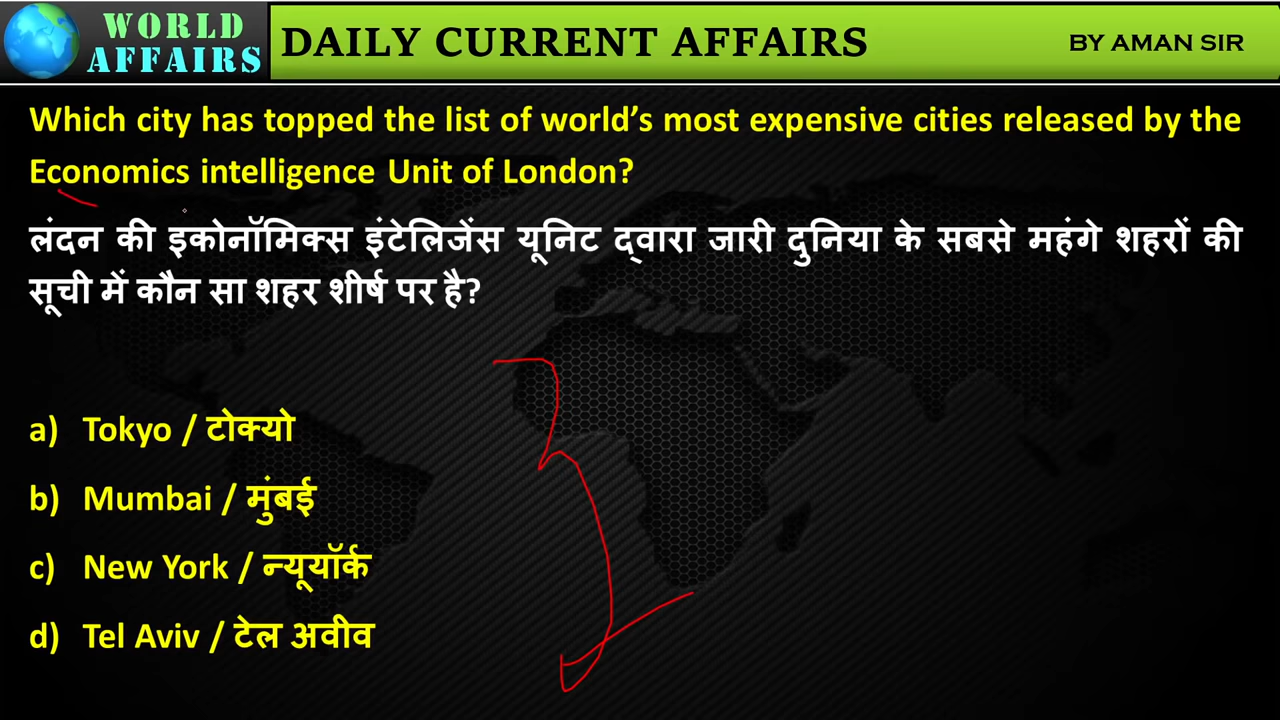 WORLD
AFFAIRS
DAILY CURRENT AFFAIRS
BY AMAN SIR
Which city has topped the list of world's most expensive cities released by the
Economics intelligence Unit of London?
लंदन की इकोनॉमिक्स इंटेलिजेंस यूनिट द्वारा जारी दुनिया के सबसे महंगे शहरों की
सूची में कौन सा शहर शीर्ष पर है?
a) Tokyo / टोक्यो
b) Mumbai / मुंबई
c) New York / न्यूयॉर्क
d) Tel Aviv / टेल अवीव